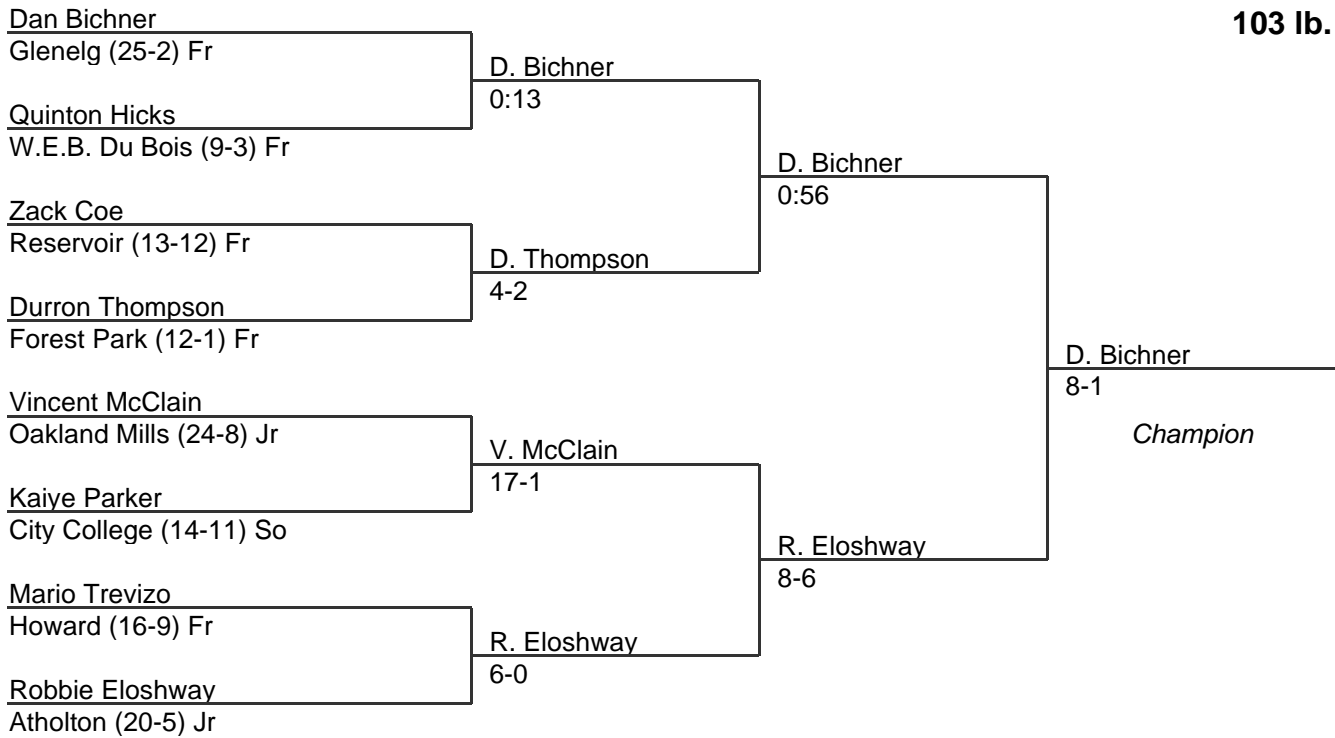 103 lb.
Dan Bichner
Glenelg (25-2) Fr
D. Bichner
0:13
Quinton Hicks
W.E.B. Du Bois (9-3) Fr
D. Bichner
0:56
Zack Coe
Reservoir (13-12) Fr
D. Thompson
4-2
Durron Thompson
Forest Park (12-1) Fr
D. Bichner
8-1
Champion
Vincent McClain
Oakland Mills (24-8) Jr
V. McClain
17-1
Kaiye Parker
City College (14-11) So
R. Eloshway
8-6
Mario Trevizo
Howard (16-9) Fr
R. Eloshway
6-0
Robbie Eloshway
Atholton (20-5) Jr